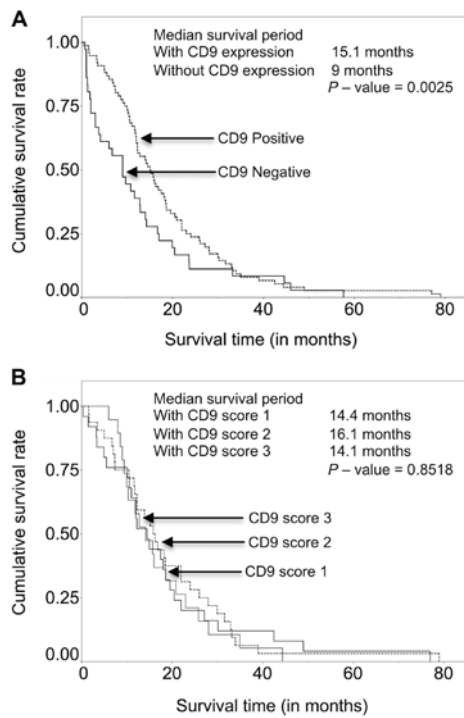 A
Median survival period
With CD9 expression 15.1 months
Without CD9 expression 9 months
P – value = 0.0025
1.00
0.75
0.50
0.25
0.00
CD9 Positive
CD9 Negative
Cumulative survival rate
0 20 40 60 80
Survival time (in months)
B
Median survival period
With CD9 score 1 14.4 months
With CD9 score 2 16.1 months
With CD9 score 3 14.1 months
P – value = 0.8518
1.00
0.75
0.50
0.25
0.00
CD9 score 3
CD9 score 2
CD9 score 1
Cumulative survival rate
0 20 40 60 80
Survival time (in months)